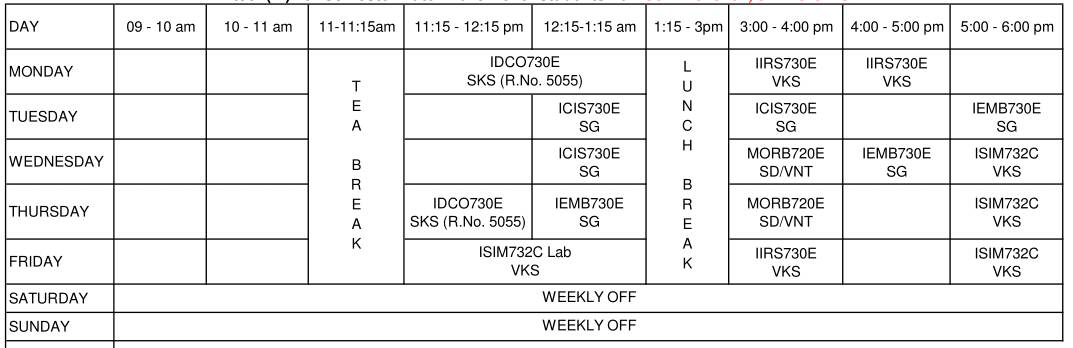 DAY 09 - 10 am 10 - 11 am 11-11:15am 11:15 - 12:15 pm 12:15-1:15 am 1:15 - 3pm 3:00 - 4:00 pm 4:00 - 5:00 pm 5:00 - 6:00 pm
TEA BREAK
LUNCH BREAK
MONDAY IDCO730E IIRS730E IIRS730E
SKS (R.No. 5055) VKS VKS
TUESDAY ICIS730E ICIS730E IEMB730E
SG SG SG
WEDNESDAY ICIS730E MORB720E IEMB730E ISIM732C
SG SD/VNT SG VKS
THURSDAY IDCO730E IEMB730E MORB720E ISIM732C
SKS (R.No. 5055) SG SD/VNT VKS
FRIDAY ISIM732C Lab IIRS730E ISIM732C
VKS VKS VKS
SATURDAY WEEKLY OFF
SUNDAY WEEKLY OFF